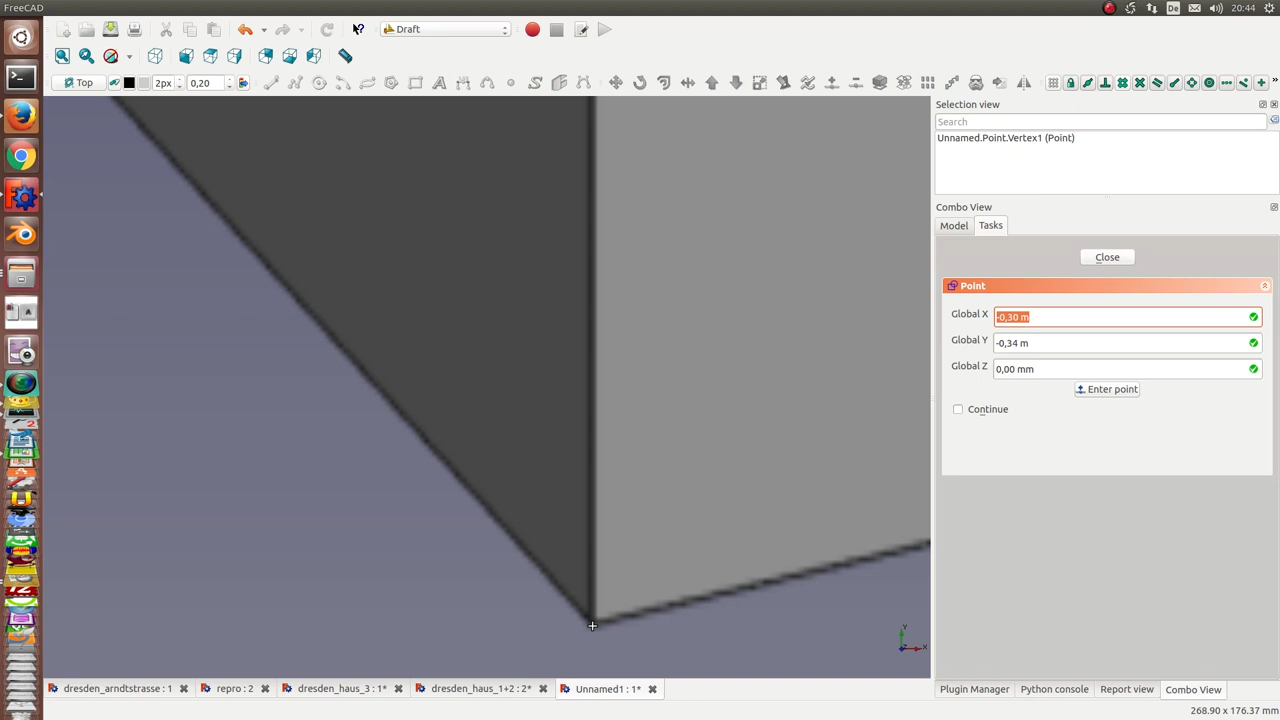 FreeCAD
De
20:44
Draft
Top
2px
0,20
Selection view
Search
Unnamed.Point.Vertex1 (Point)
Combo View
Model
Tasks
Close
Point
Global X
-0,30 m
Global Y
-0,34 m
Global Z
0,00 mm
Enter point
Continue
Y
X
dresden_arndtstrasse : 1
repro : 2
dresden_haus_3 : 1*
dresden_haus_1+2 : 2*
Unnamed1 : 1*
Plugin Manager
Python console
Report view
Combo View
268.90 x 176.37 mm